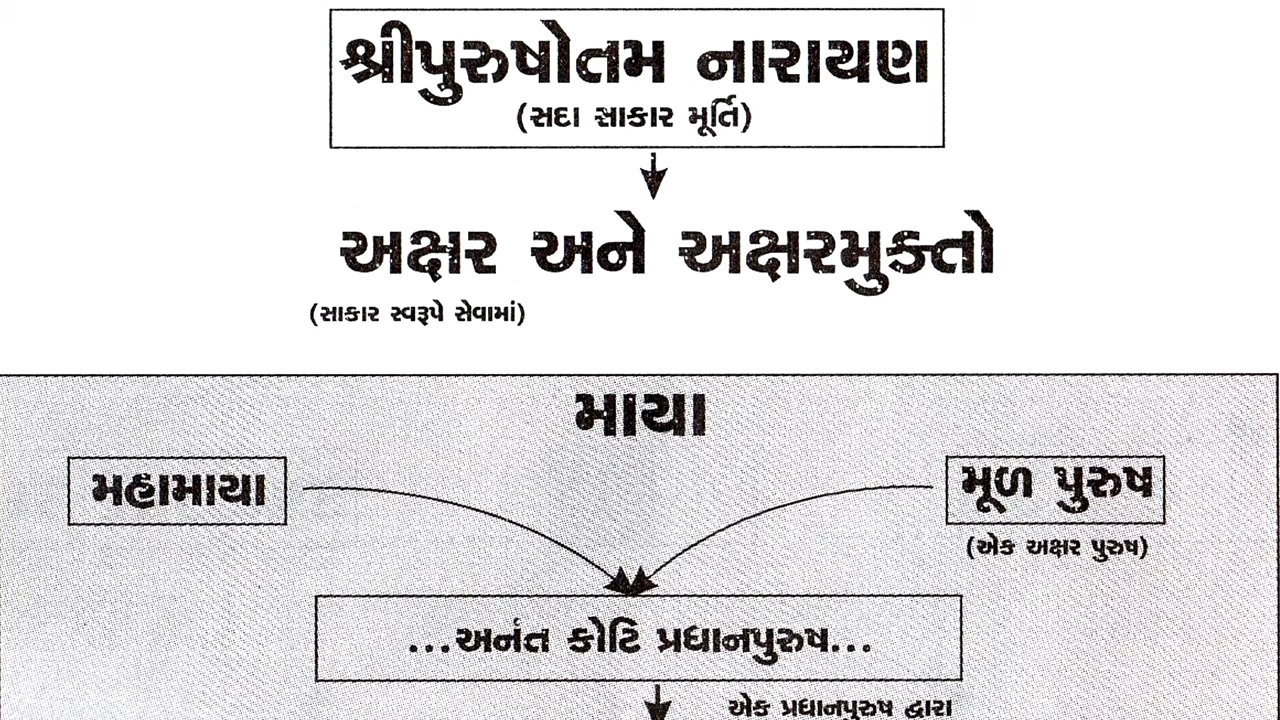 શ્રીપુરુષોતમ નારાયણ
(સદા સાકાર મૂર્તિ)
અક્ષર અને અક્ષરમુક્તો
(સાકાર સ્વરૂપે સેવામાં)
માયા
મહામાયા
મૂળ પુરુષ
(એક અક્ષર પુરુષ)
...અનંત કોટિ પ્રધાનપુરુષ...
એક પ્રધાનપુરુષ દ્વારા